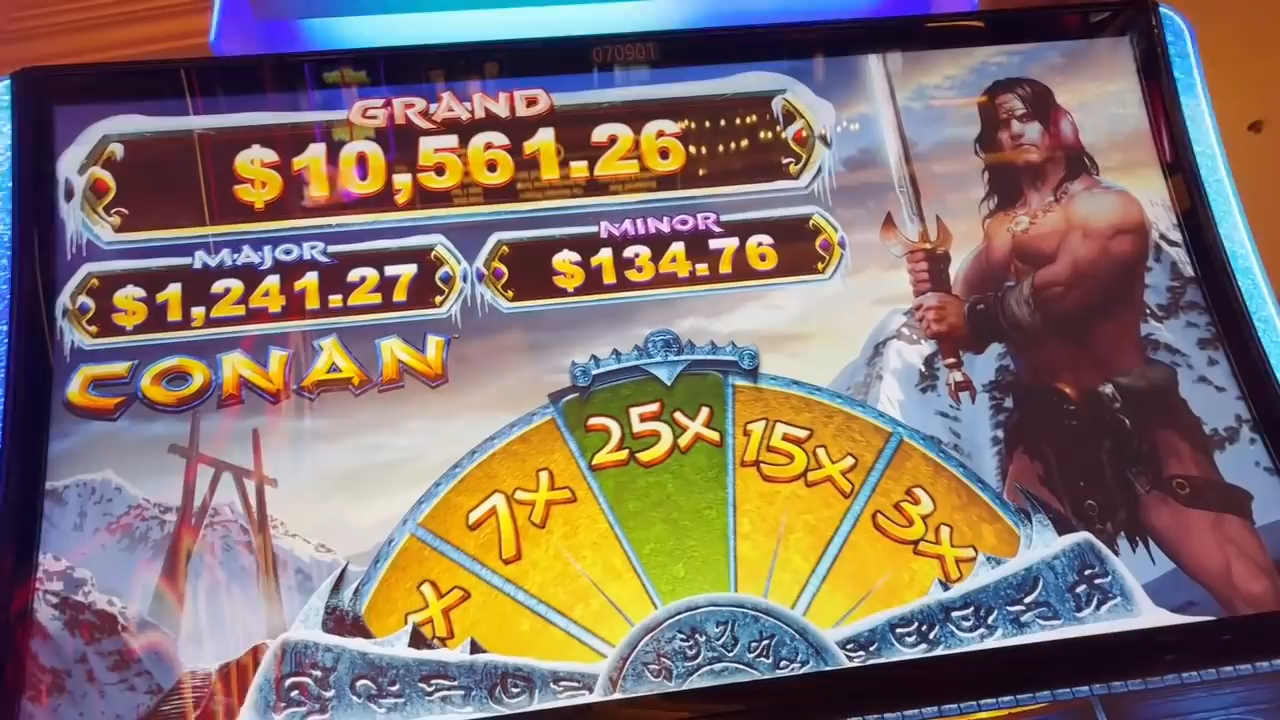 070901
GRAND
$10,561.26
MAJOR
$1,241.27
MINOR
$134.76
CONAN
x
7x
25x
15x
3x